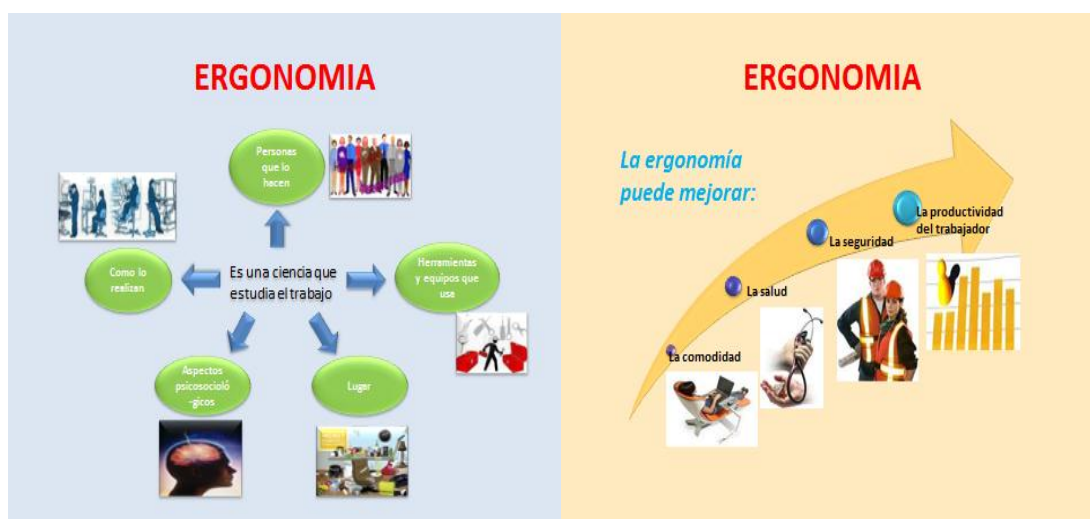 ERGONOMIA
Personas
que lo
hacen
Como lo
realizan
Es una ciencia que
estudia el trabajo
Herramientas
y equipos que
usa
Aspectos
psicosocioló
-gicos
Lugar
ERGONOMIA
La ergonomía
puede mejorar:
La productividad
del trabajador
La seguridad
La salud
La comodidad